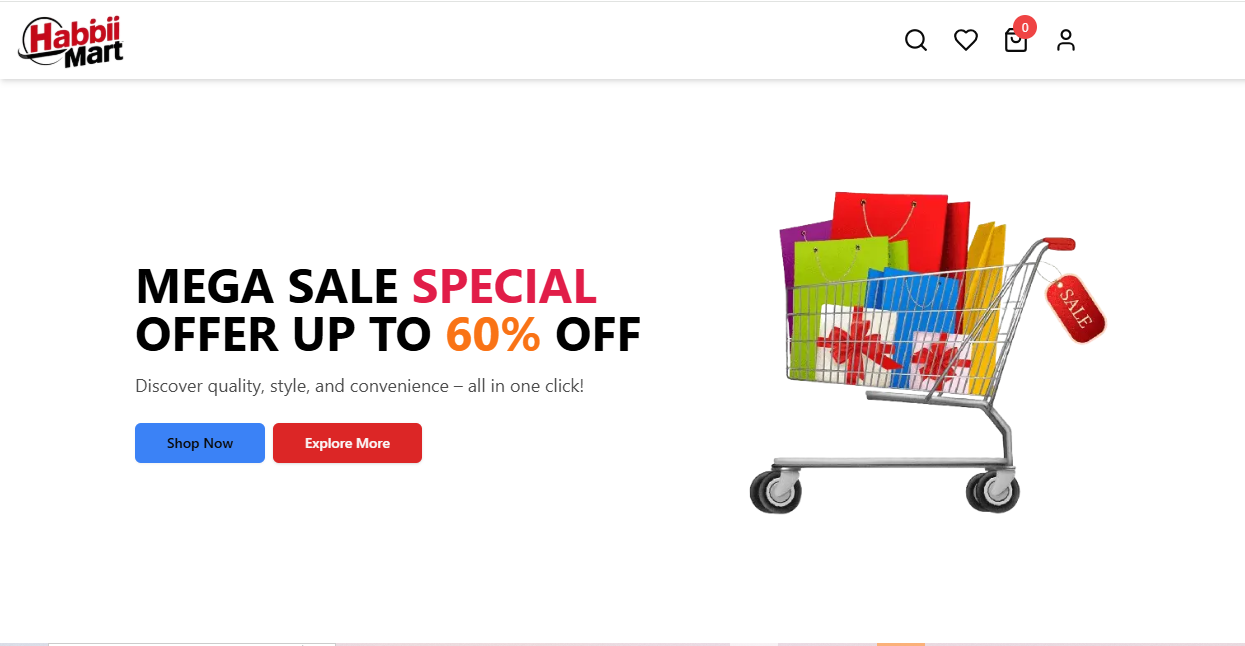 Habbii
Mart
0
MEGA SALE SPECIAL
OFFER UP TO 60% OFF
SALE
Discover quality, style, and convenience – all in one click!
Shop Now
Explore More